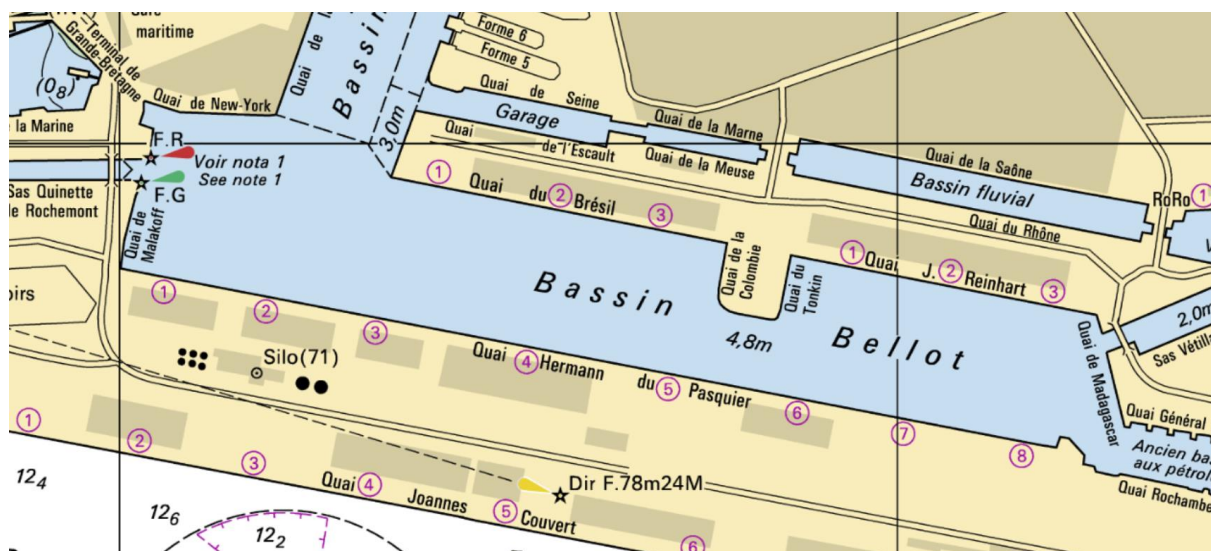 maritime
Terminal de
Grande-Bretagne
(0₈)
la Marine
Quai de New-York
Bassin
3,0m
Forme 6
Forme 5
Quai de Seine
Garage
Quai
de l'Escault
Quai de la Marne
Quai de la Meuse
Quai de la Saône
Bassin fluvial
Quai du Rhône
RoRo
1
F.R
Voir nota 1
See note 1
F.G
Sas Quinette
de Rochemont
Quai de
Malakoff
1
Quai du 2 Brésil
3
Quai de la
Colombie
Quai du
Tonkin
1 Quai J. 2 Reinhart 3
2,0m
Sas Vétill
Bassin Bellot
4,8m
Quai de Madagascar
oirs
1
2
3
Quai 4 Hermann
du 5 Pasquier
6
7
8
Silo(71)
Quai Général
Ancien ba
aux pétrol
Quai Rochambe
1
2
3
Quai 4 Joannes
5 Couvert
6
Dir F.78m24M
12₄
12₆
12₂